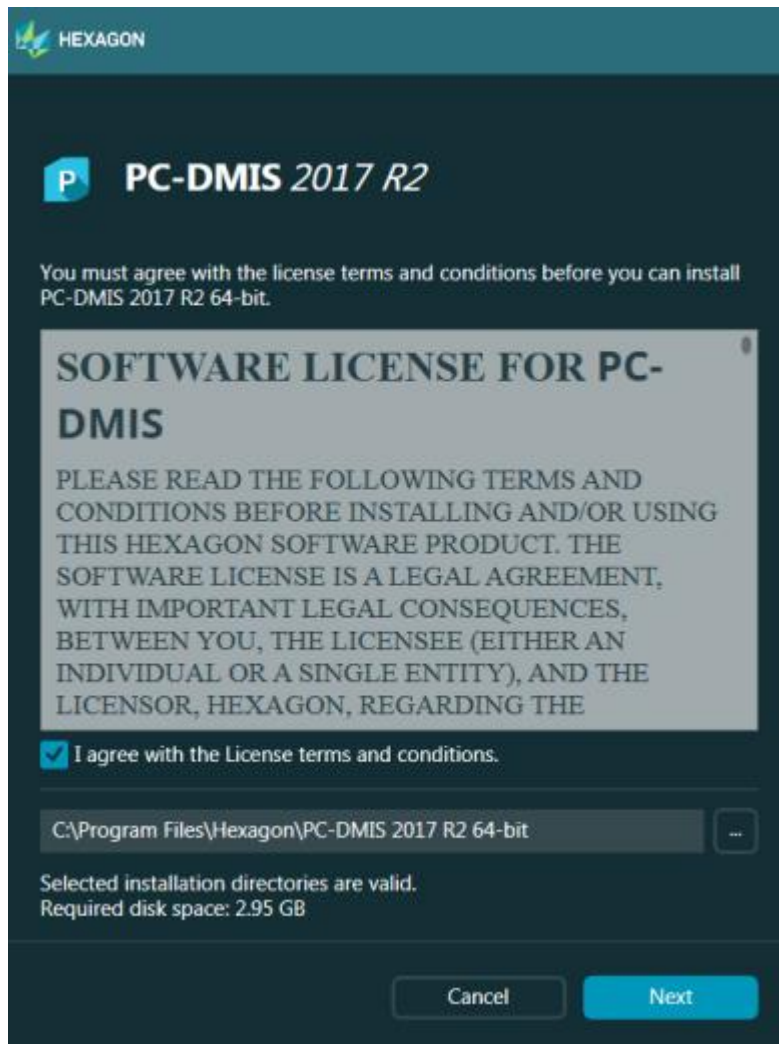 HEXAGON
P PC-DMIS 2017 R2
You must agree with the license terms and conditions before you can install
PC-DMIS 2017 R2 64-bit.
SOFTWARE LICENSE FOR PC-
DMIS
PLEASE READ THE FOLLOWING TERMS AND
CONDITIONS BEFORE INSTALLING AND/OR USING
THIS HEXAGON SOFTWARE PRODUCT. THE
SOFTWARE LICENSE IS A LEGAL AGREEMENT,
WITH IMPORTANT LEGAL CONSEQUENCES,
BETWEEN YOU, THE LICENSEE (EITHER AN
INDIVIDUAL OR A SINGLE ENTITY), AND THE
LICENSOR, HEXAGON, REGARDING THE
I agree with the License terms and conditions.
C:\Program Files\Hexagon\PC-DMIS 2017 R2 64-bit ...
Selected installation directories are valid.
Required disk space: 2.95 GB
Cancel Next